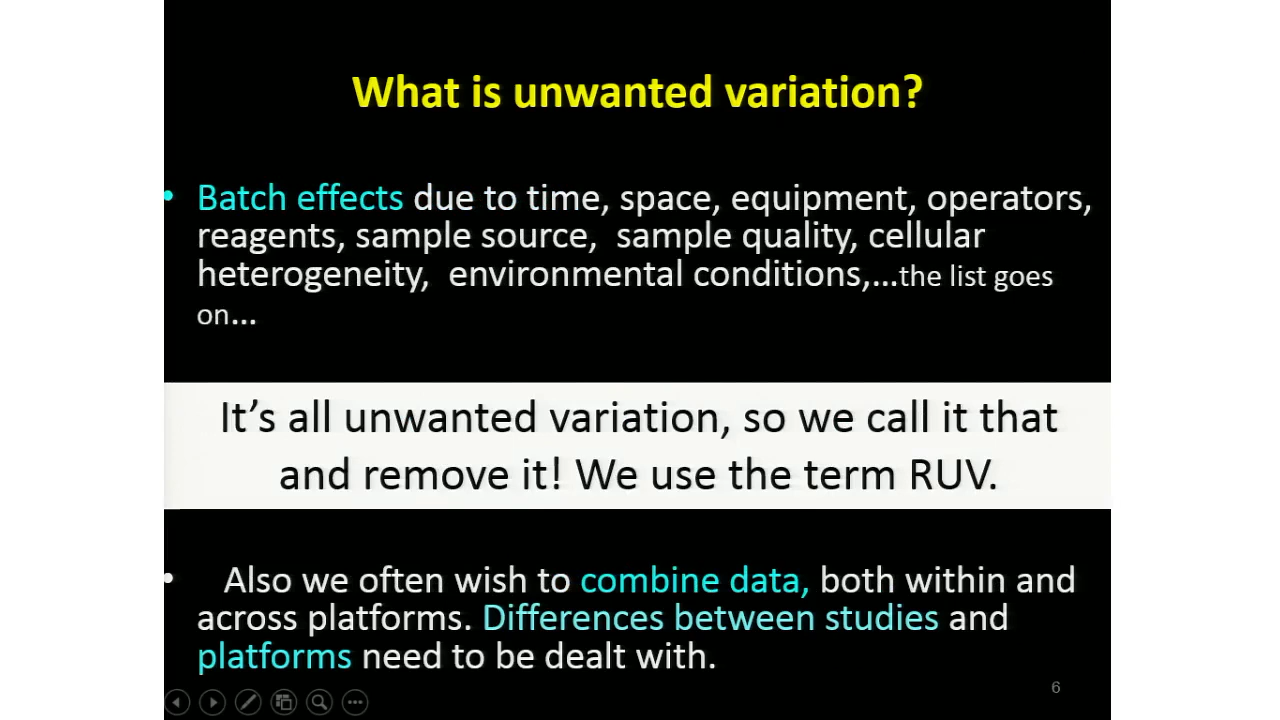 What is unwanted variation?
• Batch effects due to time, space, equipment, operators,
reagents, sample source,  sample quality, cellular
heterogeneity,  environmental conditions,…the list goes
on…
It’s all unwanted variation, so we call it that
and remove it! We use the term RUV.
• Also we often wish to combine data, both within and
across platforms. Differences between studies and
platforms need to be dealt with.
6